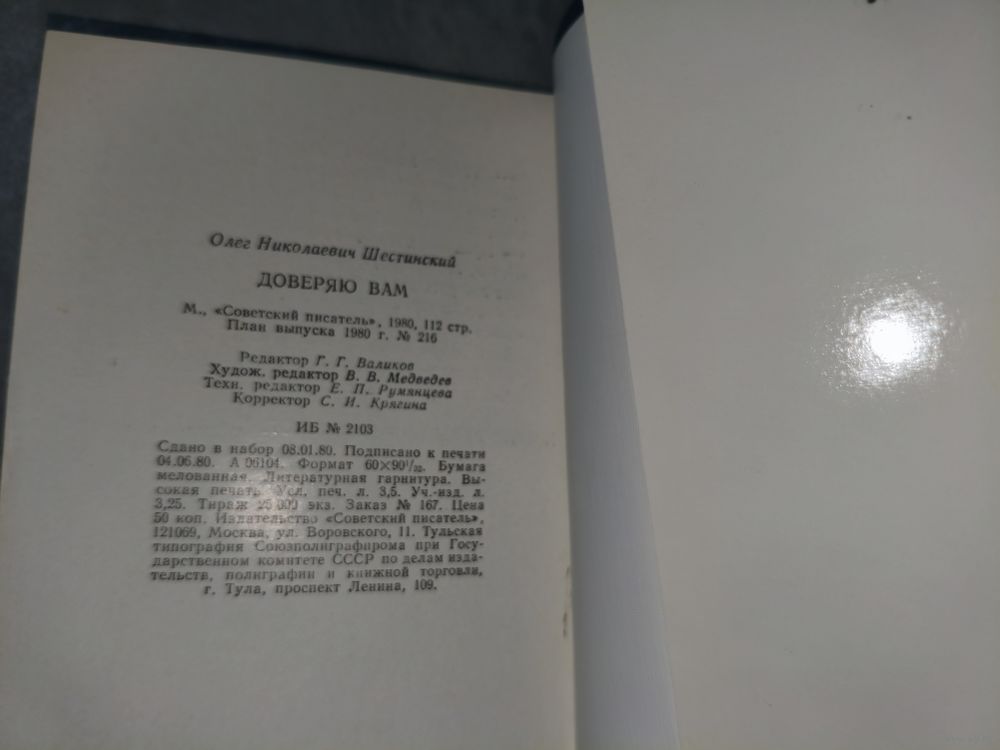 Олег Николаевич Шестинский
ДОВЕРЯЮ ВАМ
М., «Советский писатель», 1980, 112 стр.
План выпуска 1980 г. № 216
Редактор Г. Г. Валиков
Худож. редактор В. В. Медведев
Техн. редактор Е. П. Румянцева
Корректор С. И. Крягина
ИБ № 2103
Сдано в набор 08.01.80. Подписано к печати
04.06.80. А 06104. Формат 60×90¹/₃₂. Бумага
мелованная. Литературная гарнитура. Вы-
сокая печать. Усл. печ. л. 3,5. Уч.-изд. л.
3,25. Тираж 25 000 экз. Заказ № 167. Цена
50 коп. Издательство «Советский писатель»,
121069, Москва, ул. Воровского, 11. Тульская
типография Союзполиграфпрома при Госу-
дарственном комитете СССР по делам изда-
тельств, полиграфии и книжной торговли,
г. Тула, проспект Ленина, 109.